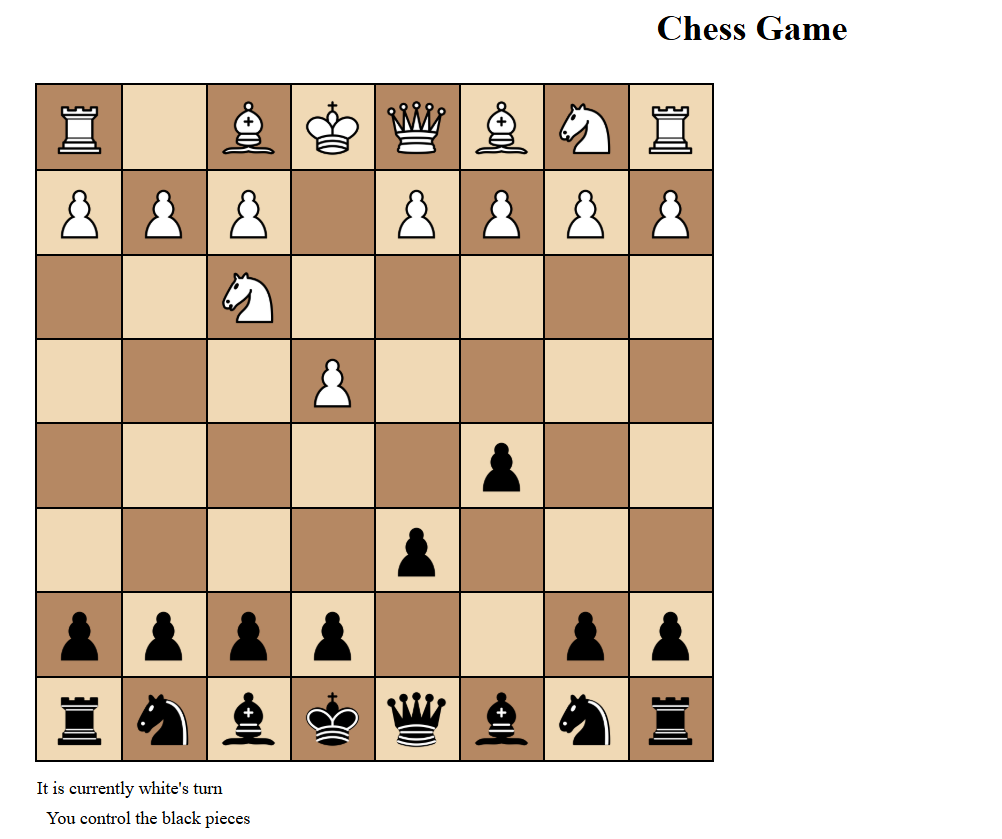 Chess Game
It is currently white's turn
You control the black pieces